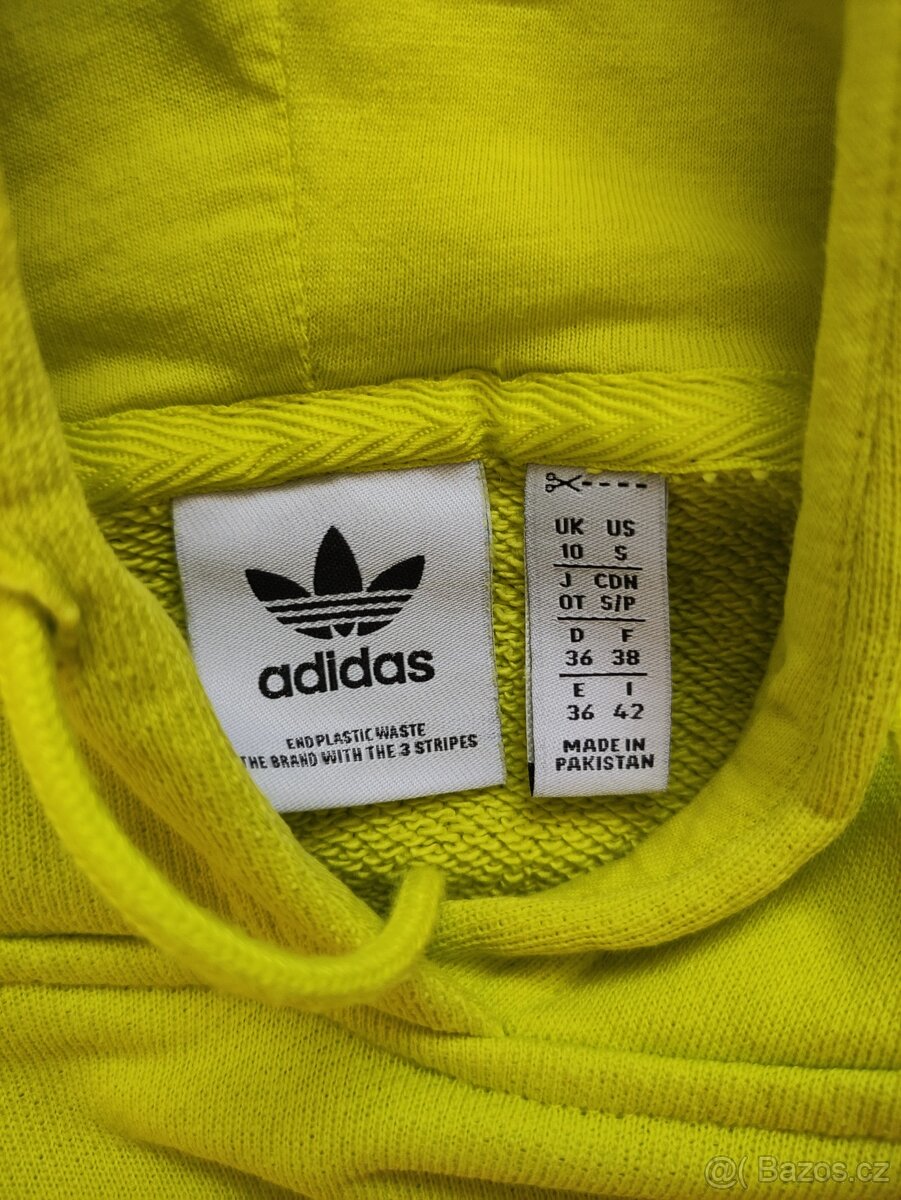 adidas
END PLASTIC WASTE
THE BRAND WITH THE 3 STRIPES
UK US
10 S
J CDN
OT S/P
D F
36 38
E I
36 42
MADE IN
PAKISTAN
@( Bazos.cz